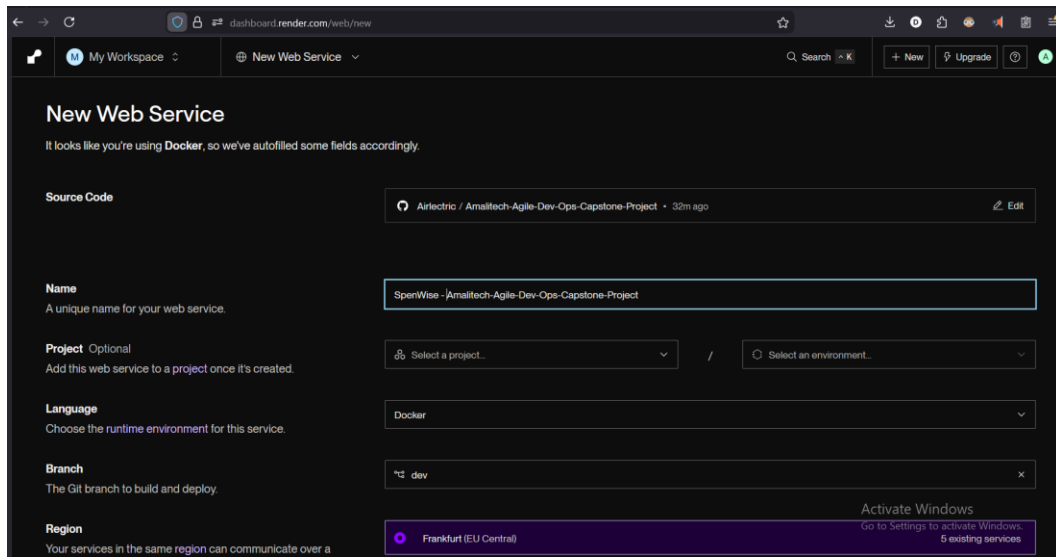 dashboard.render.com/web/new
M My Workspace
New Web Service
Search ^ K
+ New
Upgrade
A
New Web Service
It looks like you're using Docker, so we've autofilled some fields accordingly.
Source Code
Airlectric / Amalitech-Agile-Dev-Ops-Capstone-Project • 32m ago
Edit
Name
A unique name for your web service.
SpenWise - Amalitech-Agile-Dev-Ops-Capstone-Project
Project Optional
Add this web service to a project once it's created.
Select a project...
/
Select an environment...
Language
Choose the runtime environment for this service.
Docker
Branch
The Git branch to build and deploy.
dev
Region
Your services in the same region can communicate over a
Frankfurt (EU Central)
5 existing services
Activate Windows
Go to Settings to activate Windows.